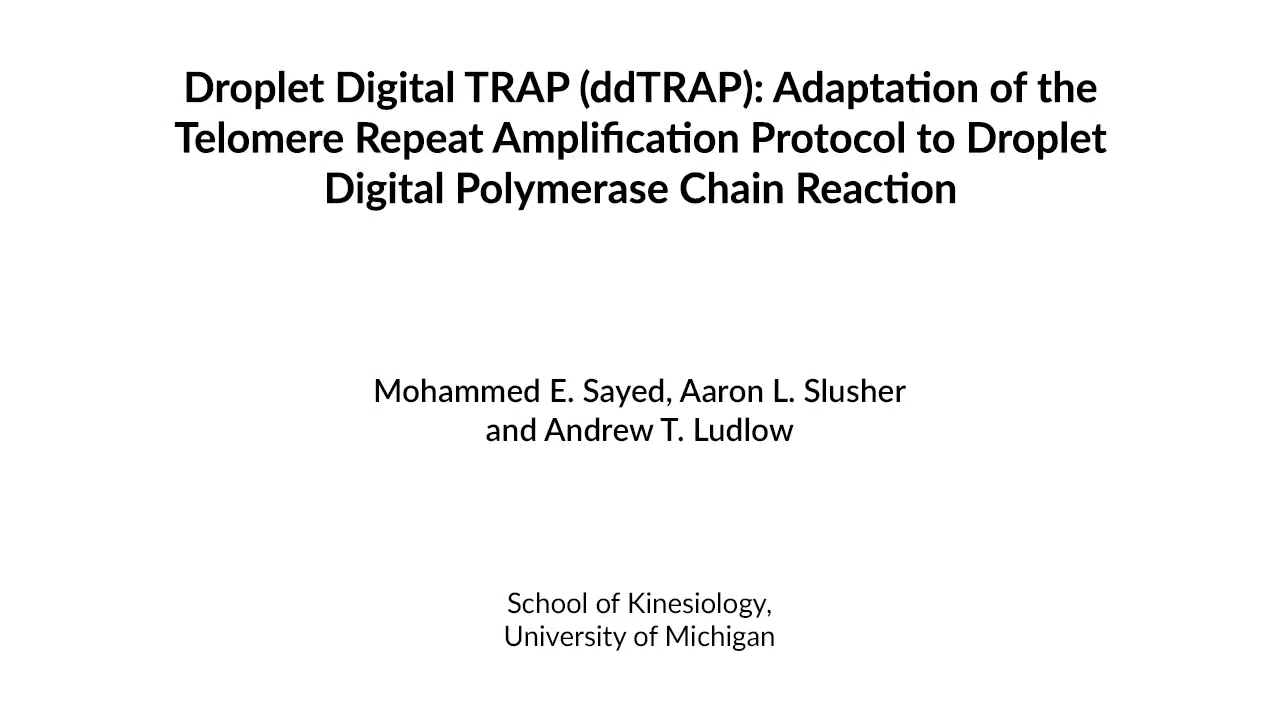 Droplet Digital TRAP (ddTRAP): Adaptation of the
Telomere Repeat Amplification Protocol to Droplet
Digital Polymerase Chain Reaction
Mohammed E. Sayed, Aaron L. Slusher
and Andrew T. Ludlow
School of Kinesiology,
University of Michigan